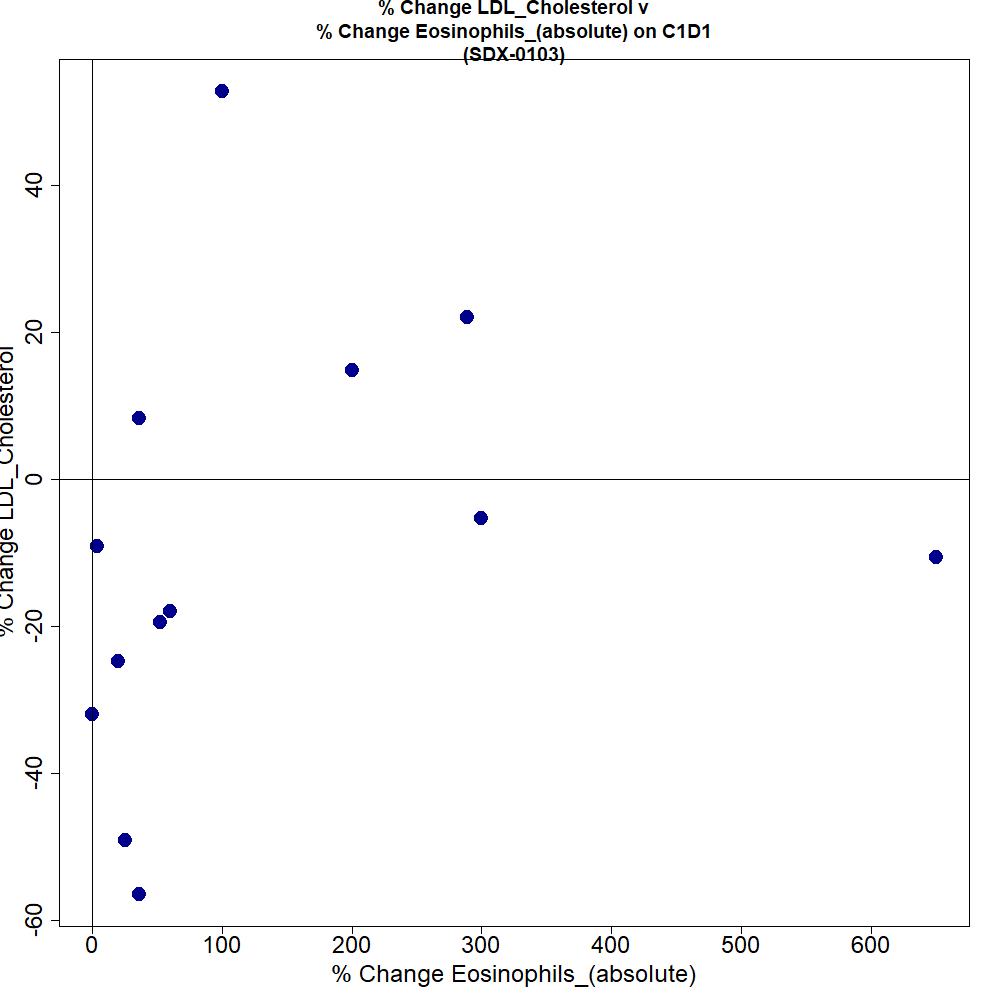 % Change LDL_Cholesterol v
% Change Eosinophils_(absolute) on C1D1
(SDX-0103)
% Change LDL_Cholesterol
40
20
0
-20
-40
-60
0 100 200 300 400 500 600
% Change Eosinophils_(absolute)